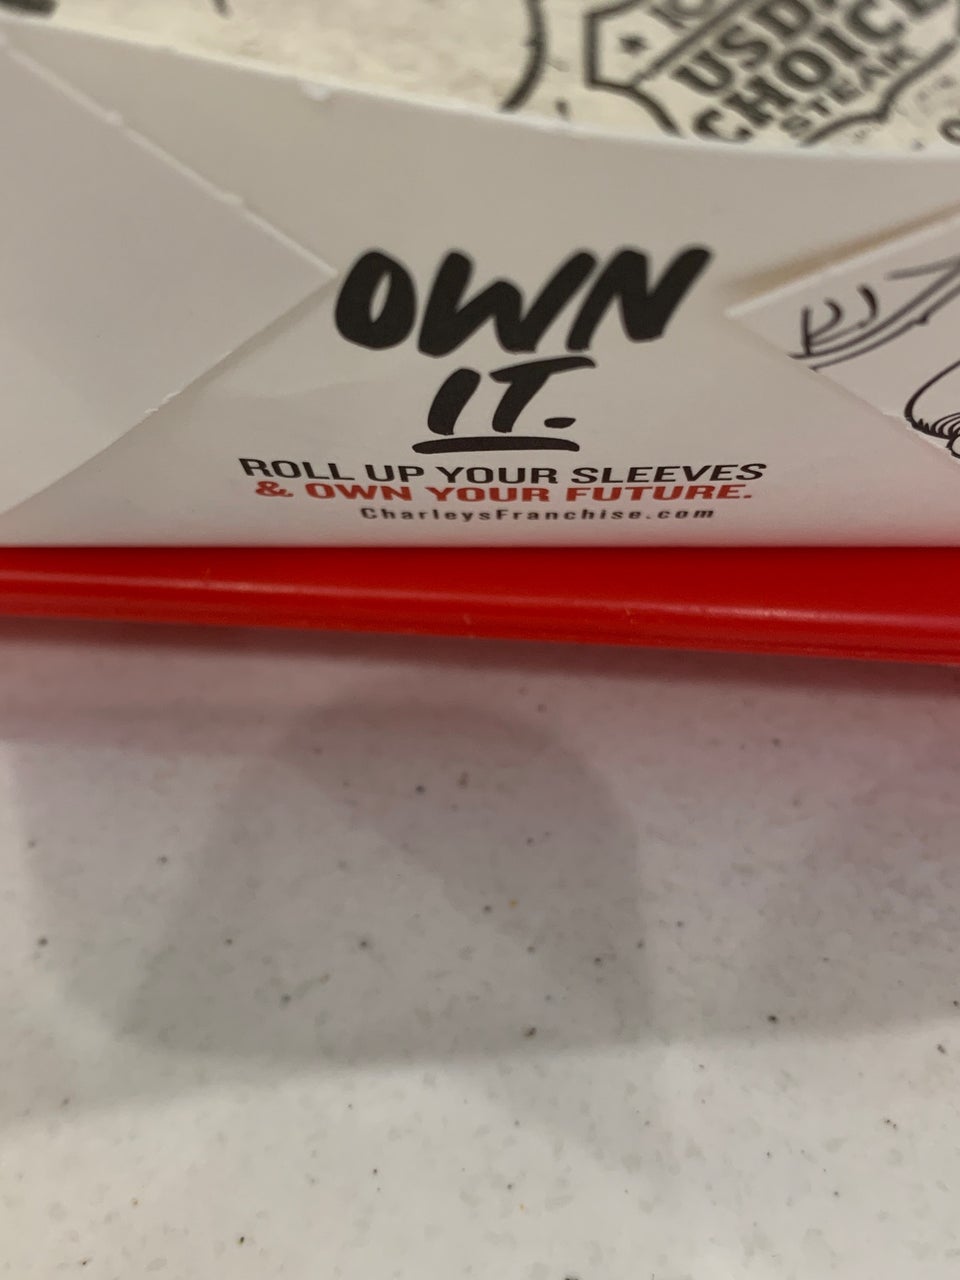 USDA
CHOICE
STEAK
OWN
IT.
ROLL UP YOUR SLEEVES
& OWN YOUR FUTURE.
CharleysFranchise.com